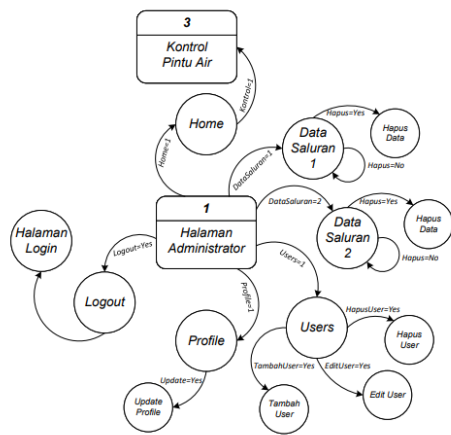 3
Kontrol
Pintu Air
Kontrol=1
Home
Home=1
Hapus=Yes
Hapus
Data
Data
Saluran
1
Hapus=No
DataSaluran=1
1
Halaman
Administrator
DataSaluran=2
Hapus=Yes
Hapus
Data
Data
Saluran
2
Hapus=No
Halaman
Login
Logout=Yes
Logout
Users=1
Profile=1
Profile
Users
HapusUser=Yes
Hapus
User
Update=Yes
TambahUser=Yes
EditUser=Yes
Update
Profile
Tambah
User
Edit User